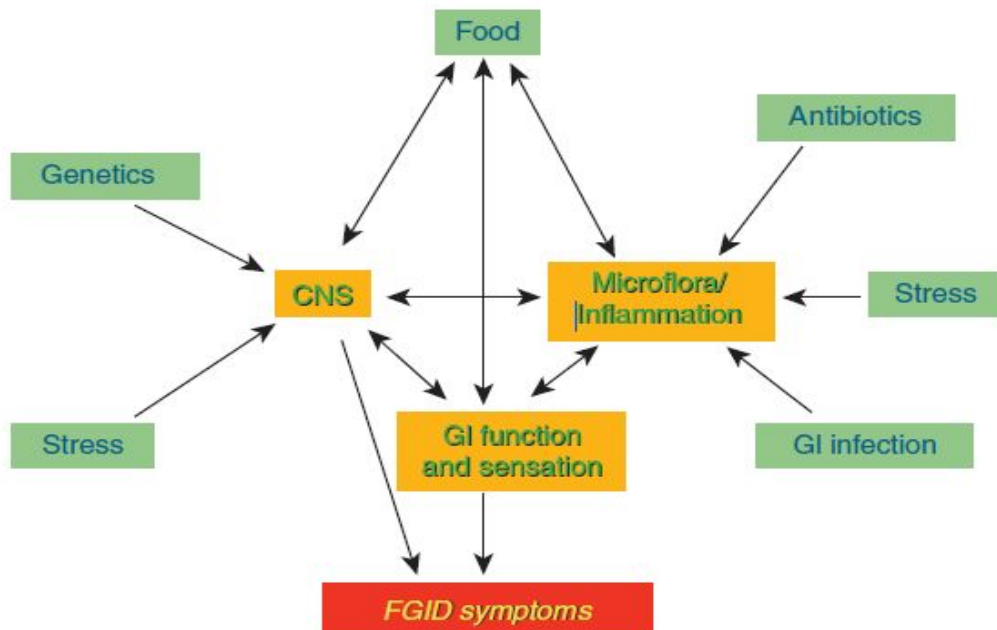 Food
Antibiotics
Genetics
CNS
Microflora/
Inflammation
Stress
Stress
GI function
and sensation
GI infection
FGID symptoms